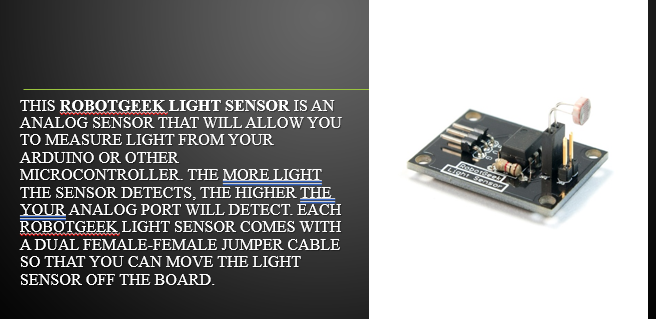 THIS ROBOTGEEK LIGHT SENSOR IS AN
ANALOG SENSOR THAT WILL ALLOW YOU
TO MEASURE LIGHT FROM YOUR
ARDUINO OR OTHER
MICROCONTROLLER. THE MORE LIGHT
THE SENSOR DETECTS, THE HIGHER THE
YOUR ANALOG PORT WILL DETECT. EACH
ROBOTGEEK LIGHT SENSOR COMES WITH
A DUAL FEMALE-FEMALE JUMPER CABLE
SO THAT YOU CAN MOVE THE LIGHT
SENSOR OFF THE BOARD.
RobotGeek
Light Sensor